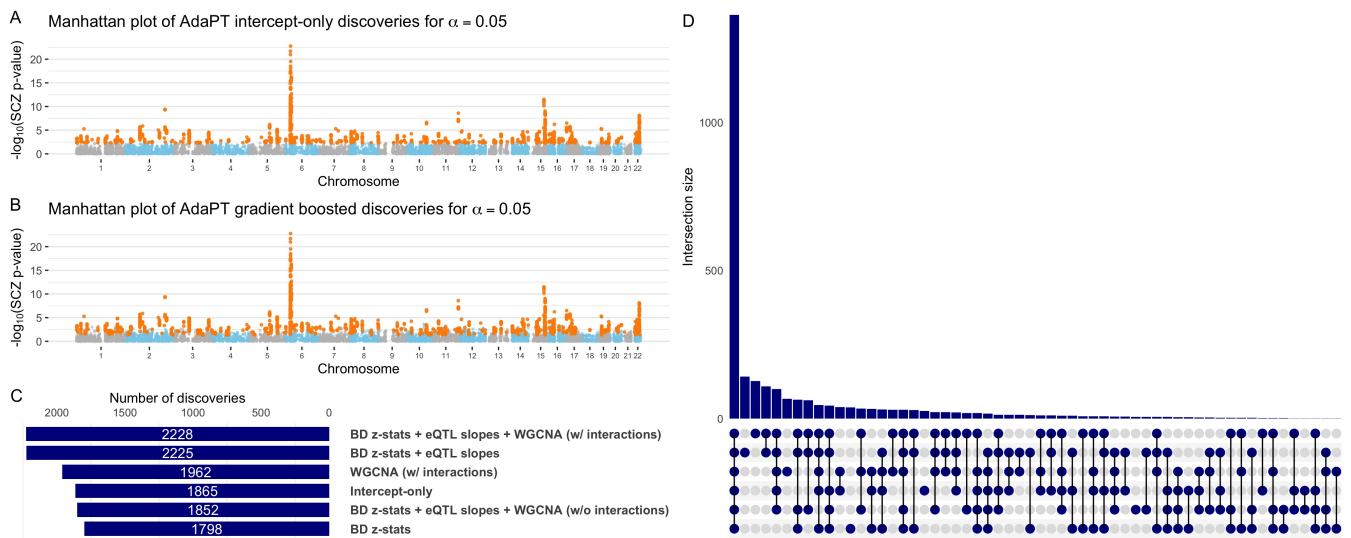 A
Manhattan plot of AdaPT intercept-only discoveries for α = 0.05
-log₁₀(SCZ p-value)
20
15
10
5
0
1 2 3 4 5 6 7 8 9 10 11 12 13 14 15 16 17 18 19 20 21 22
Chromosome
B
Manhattan plot of AdaPT gradient boosted discoveries for α = 0.05
-log₁₀(SCZ p-value)
20
15
10
5
0
1 2 3 4 5 6 7 8 9 10 11 12 13 14 15 16 17 18 19 20 21 22
Chromosome
C
Number of discoveries
2000 1500 1000 500 0
2228 BD z-stats + eQTL slopes + WGCNA (w/ interactions)
2225 BD z-stats + eQTL slopes
1962 WGCNA (w/ interactions)
1865 Intercept-only
1852 BD z-stats + eQTL slopes + WGCNA (w/o interactions)
1798 BD z-stats
D
Intersection size
1000
500
0